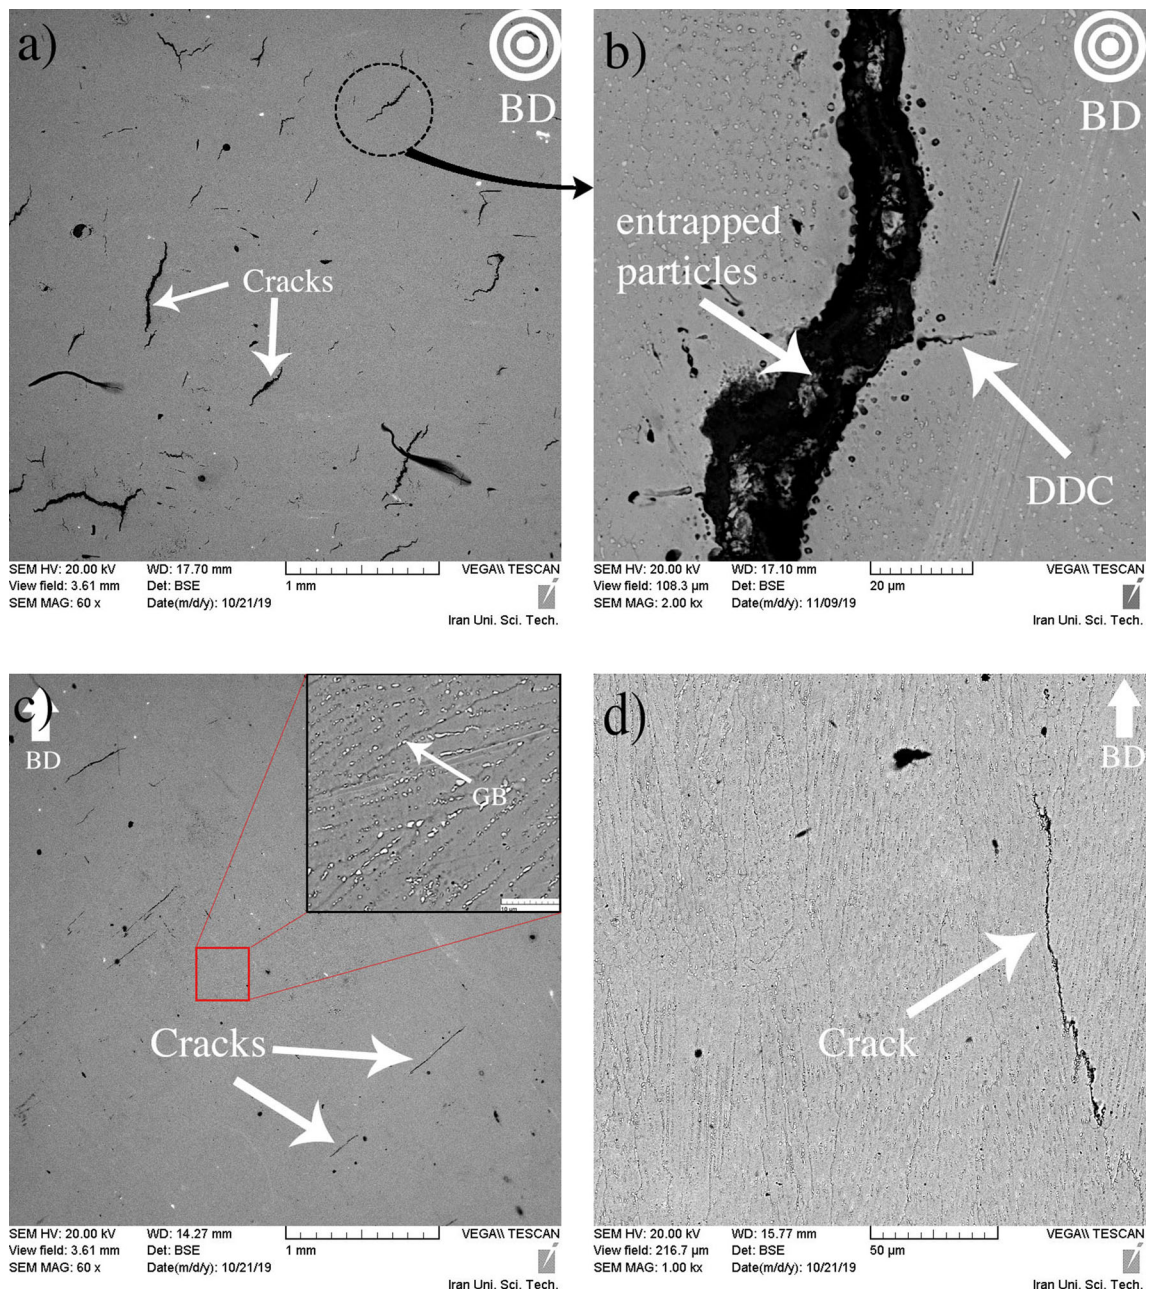 a)
BD
Cracks
SEM HV: 20.00 kV WD: 17.70 mm VEGA\\ TESCAN
View field: 3.61 mm Det: BSE 1 mm
SEM MAG: 60 x Date(m/d/y): 10/21/19
Iran Uni. Sci. Tech.
b)
BD
entrapped
particles
DDC
SEM HV: 20.00 kV WD: 17.10 mm VEGA\\ TESCAN
View field: 108.3 µm Det: BSE 20 µm
SEM MAG: 2.00 kx Date(m/d/y): 11/09/19
Iran Uni. Sci. Tech.
c)
BD
GB
10 µm
Cracks
SEM HV: 20.00 kV WD: 14.27 mm VEGA\\ TESCAN
View field: 3.61 mm Det: BSE 1 mm
SEM MAG: 60 x Date(m/d/y): 10/21/19
Iran Uni. Sci. Tech.
d)
BD
Crack
SEM HV: 20.00 kV WD: 15.77 mm VEGA\\ TESCAN
View field: 216.7 µm Det: BSE 50 µm
SEM MAG: 1.00 kx Date(m/d/y): 10/21/19
Iran Uni. Sci. Tech.